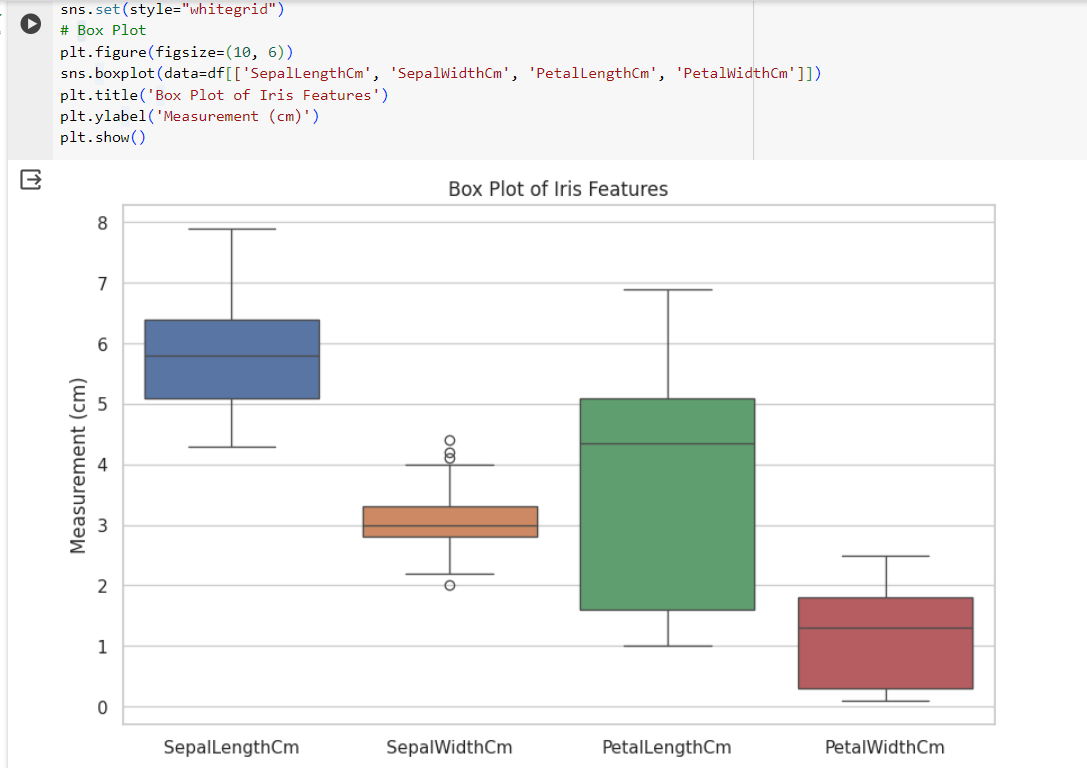 sns.set(style="whitegrid")
# Box Plot
plt.figure(figsize=(10, 6))
sns.boxplot(data=df[['SepalLengthCm', 'SepalWidthCm', 'PetalLengthCm', 'PetalWidthCm']])
plt.title('Box Plot of Iris Features')
plt.ylabel('Measurement (cm)')
plt.show()
Box Plot of Iris Features
Measurement (cm)
8
7
6
5
4
3
2
1
0
SepalLengthCm SepalWidthCm PetalLengthCm PetalWidthCm